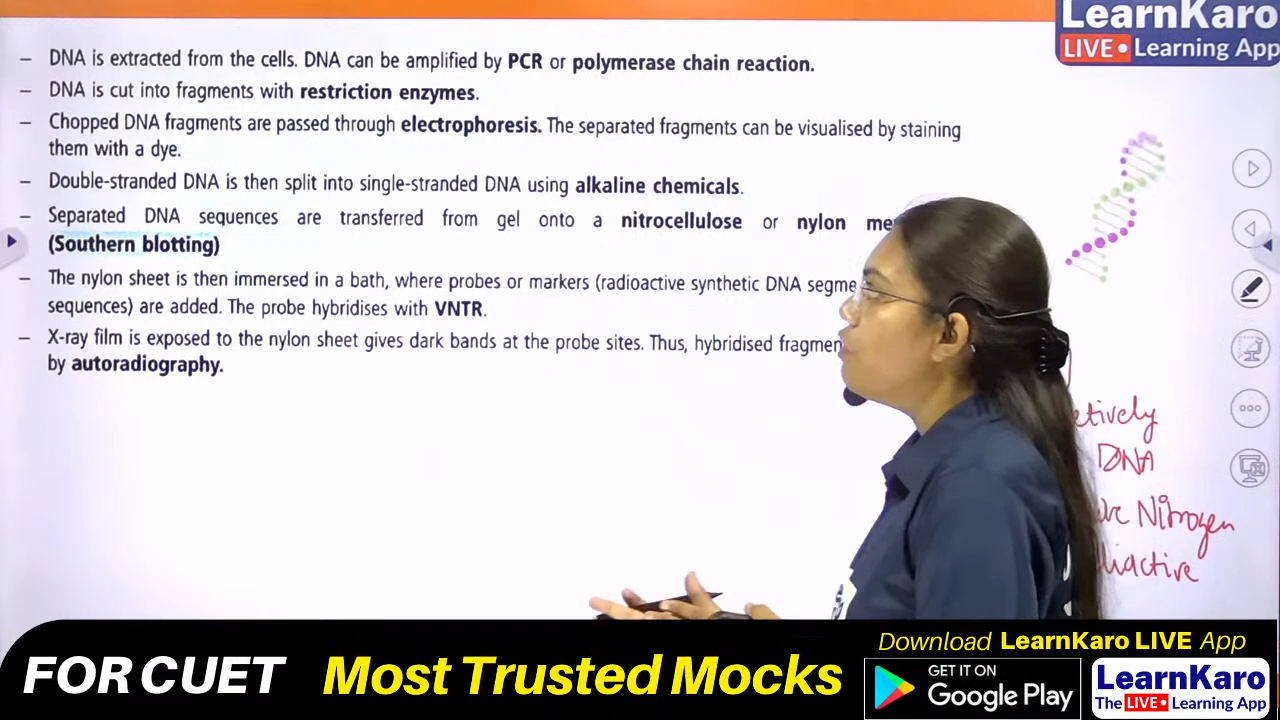 LearnKaro
LIVE • Learning App
– DNA is extracted from the cells. DNA can be amplified by PCR or polymerase chain reaction.
– DNA is cut into fragments with restriction enzymes.
– Chopped DNA fragments are passed through electrophoresis. The separated fragments can be visualised by staining
them with a dye.
– Double-stranded DNA is then split into single-stranded DNA using alkaline chemicals.
– Separated DNA sequences are transferred from gel onto a nitrocellulose or nylon
(Southern blotting)
– The nylon sheet is then immersed in a bath, where probes or markers (radioactive synthetic DNA
sequences) are added. The probe hybridises with VNTR.
– X-ray film is exposed to the nylon sheet gives dark bands at the probe sites. Thus, hybridised
by autoradiography.
DNA
Nitrogen
FOR CUET Most Trusted Mocks
Download LearnKaro LIVE App
GET IT ON
Google Play
LearnKaro
The LIVE • Learning App